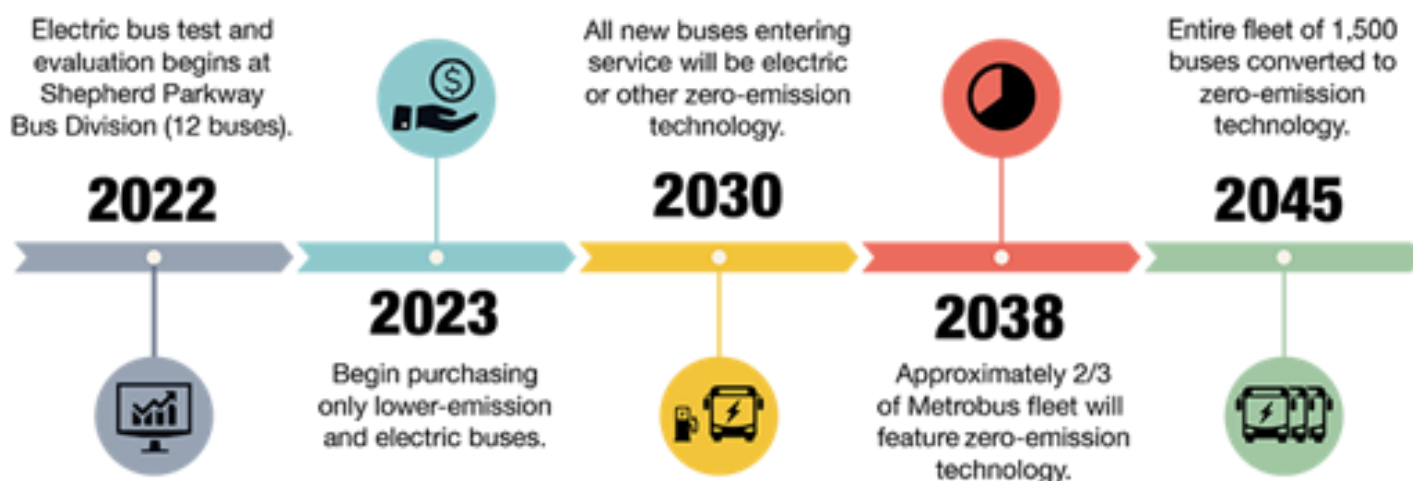 Electric bus test and
evaluation begins at
Shepherd Parkway
Bus Division (12 buses).
2022
$
2023
Begin purchasing
only lower-emission
and electric buses.
All new buses entering
service will be electric
or other zero-emission
technology.
2030
2038
Approximately 2/3
of Metrobus fleet will
feature zero-emission
technology.
Entire fleet of 1,500
buses converted to
zero-emission
technology.
2045